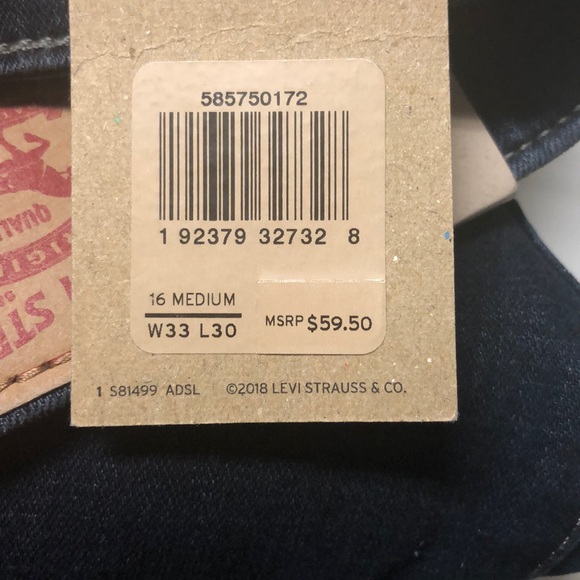 585750172
1 92379 32732 8
16 MEDIUM
W33 L30
MSRP $59.50
1 S81499 ADSL ©2018 LEVI STRAUSS & CO.